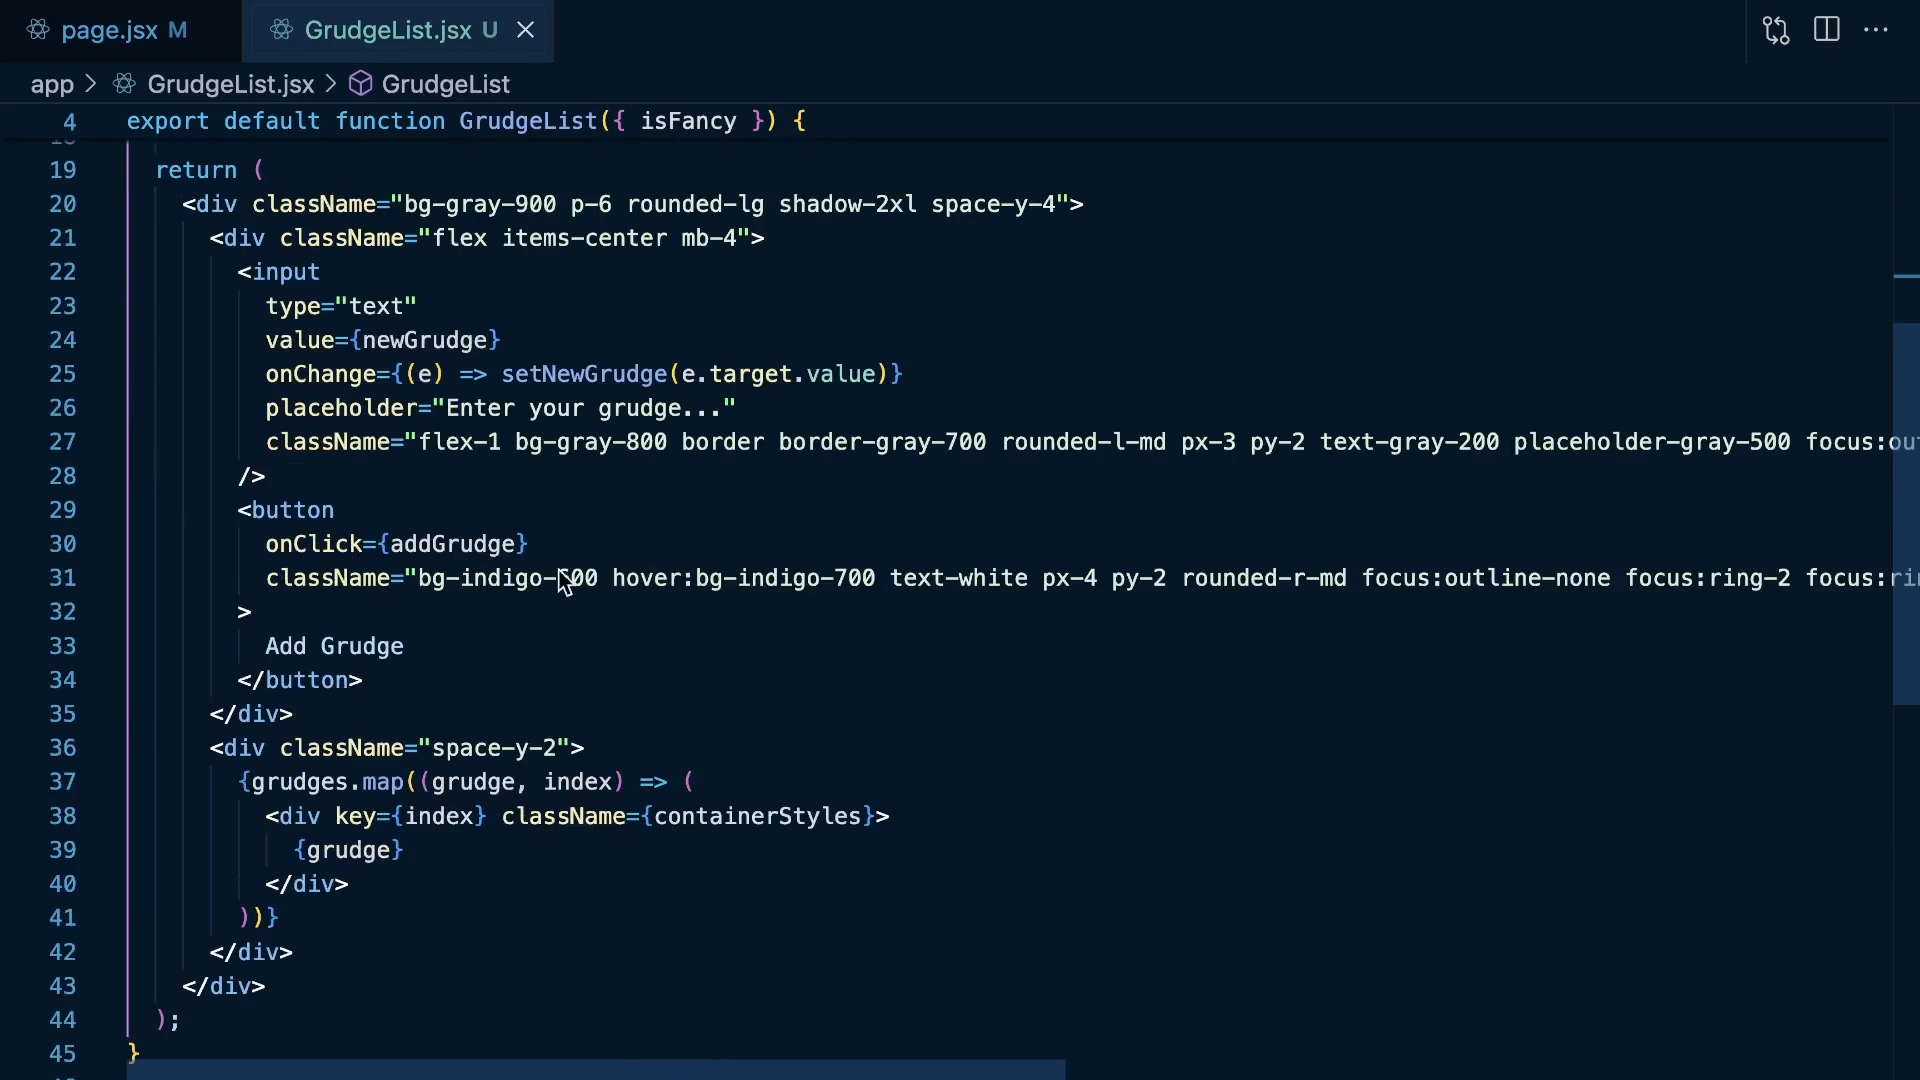 page.jsx M
GrudgeList.jsx U
app > GrudgeList.jsx > GrudgeList
4 export default function GrudgeList({ isFancy }) {
19 return (
20 <div className="bg-gray-900 p-6 rounded-lg shadow-2xl space-y-4">
21 <div className="flex items-center mb-4">
22 <input
23 type="text"
24 value={newGrudge}
25 onChange={(e) => setNewGrudge(e.target.value)}
26 placeholder="Enter your grudge..."
27 className="flex-1 bg-gray-800 border border-gray-700 rounded-l-md px-3 py-2 text-gray-200 placeholder-gray-500 focus:ou
28 />
29 <button
30 onClick={addGrudge}
31 className="bg-indigo-600 hover:bg-indigo-700 text-white px-4 py-2 rounded-r-md focus:outline-none focus:ring-2 focus:ri
32 >
33 Add Grudge
34 </button>
35 </div>
36 <div className="space-y-2">
37 {grudges.map((grudge, index) => (
38 <div key={index} className={containerStyles}>
39 {grudge}
40 </div>
41 ))}
42 </div>
43 </div>
44 );
45 }